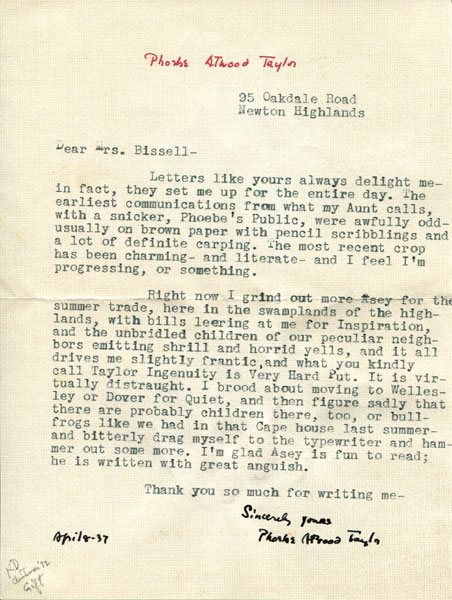 Phoebe Atwood Taylor
95 Oakdale Road
Newton Highlands
Dear Mrs. Bissell-
Letters like yours always delight me-
in fact, they set me up for the entire day. The
earliest communications from what my Aunt calls,
with a snicker, Phoebe's Public, were awfully odd-
usually on brown paper with pencil scribblings and
a lot of definite carping. The most recent crop
has been charming- and literate- and I feel I'm
progressing, or something.
Right now I grind out more Asey for the
summer trade, here in the swamplands of the high-
lands, with bills leering at me for Inspiration,
and the unbridled children of our peculiar neigh-
bors emitting shrill and horrid yells, and it all
drives me slightly frantic, and what you kindly
call Taylor Ingenuity is Very Hard Put. It is vir-
tually distraught. I brood about moving to Welles-
ley or Dover for Quiet, and then figure sadly that
there are probably children there, too, or bull-
frogs like we had in that Cape house last summer-
and bitterly drag myself to the typewriter and ham-
mer out some more. I'm glad Asey is fun to read;
he is written with great anguish.
Thank you so much for writing me-
Sincerely yours
April 8-37
Phoebe Atwood Taylor
Gift